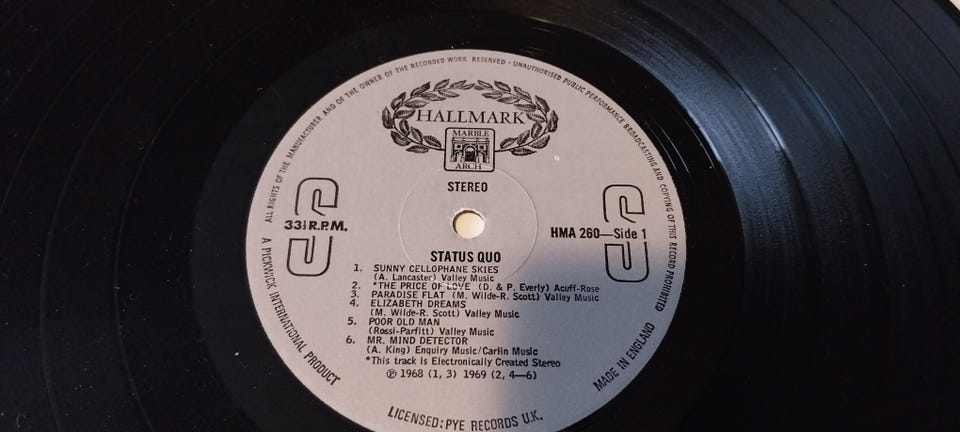 ALL RIGHTS OF THE MANUFACTURER AND OF THE OWNER OF THE RECORDED WORK RESERVED · UNAUTHORISED PUBLIC PERFORMANCE BROADCASTING AND COPYING OF THIS RECORD PROHIBITED
HALLMARK
MARBLE
ARCH
STEREO
33⅓ R.P.M.
HMA 260—Side 1
STATUS QUO
1. SUNNY CELLOPHANE SKIES
(A. Lancaster) Valley Music
2. *THE PRICE OF LOVE (D. & P. Everly) Acuff-Rose
3. PARADISE FLAT (M. Wilde-R. Scott) Valley Music
4. ELIZABETH DREAMS
(M. Wilde-R. Scott) Valley Music
5. POOR OLD MAN
(Rossi-Parfitt) Valley Music
6. MR. MIND DETECTOR
(A. King) Enquiry Music/Carlin Music
*This track is Electronically Created Stereo
℗ 1968 (1, 3) 1969 (2, 4—6)
A PICKWICK INTERNATIONAL PRODUCT
LICENSED: PYE RECORDS U.K.
MADE IN ENGLAND